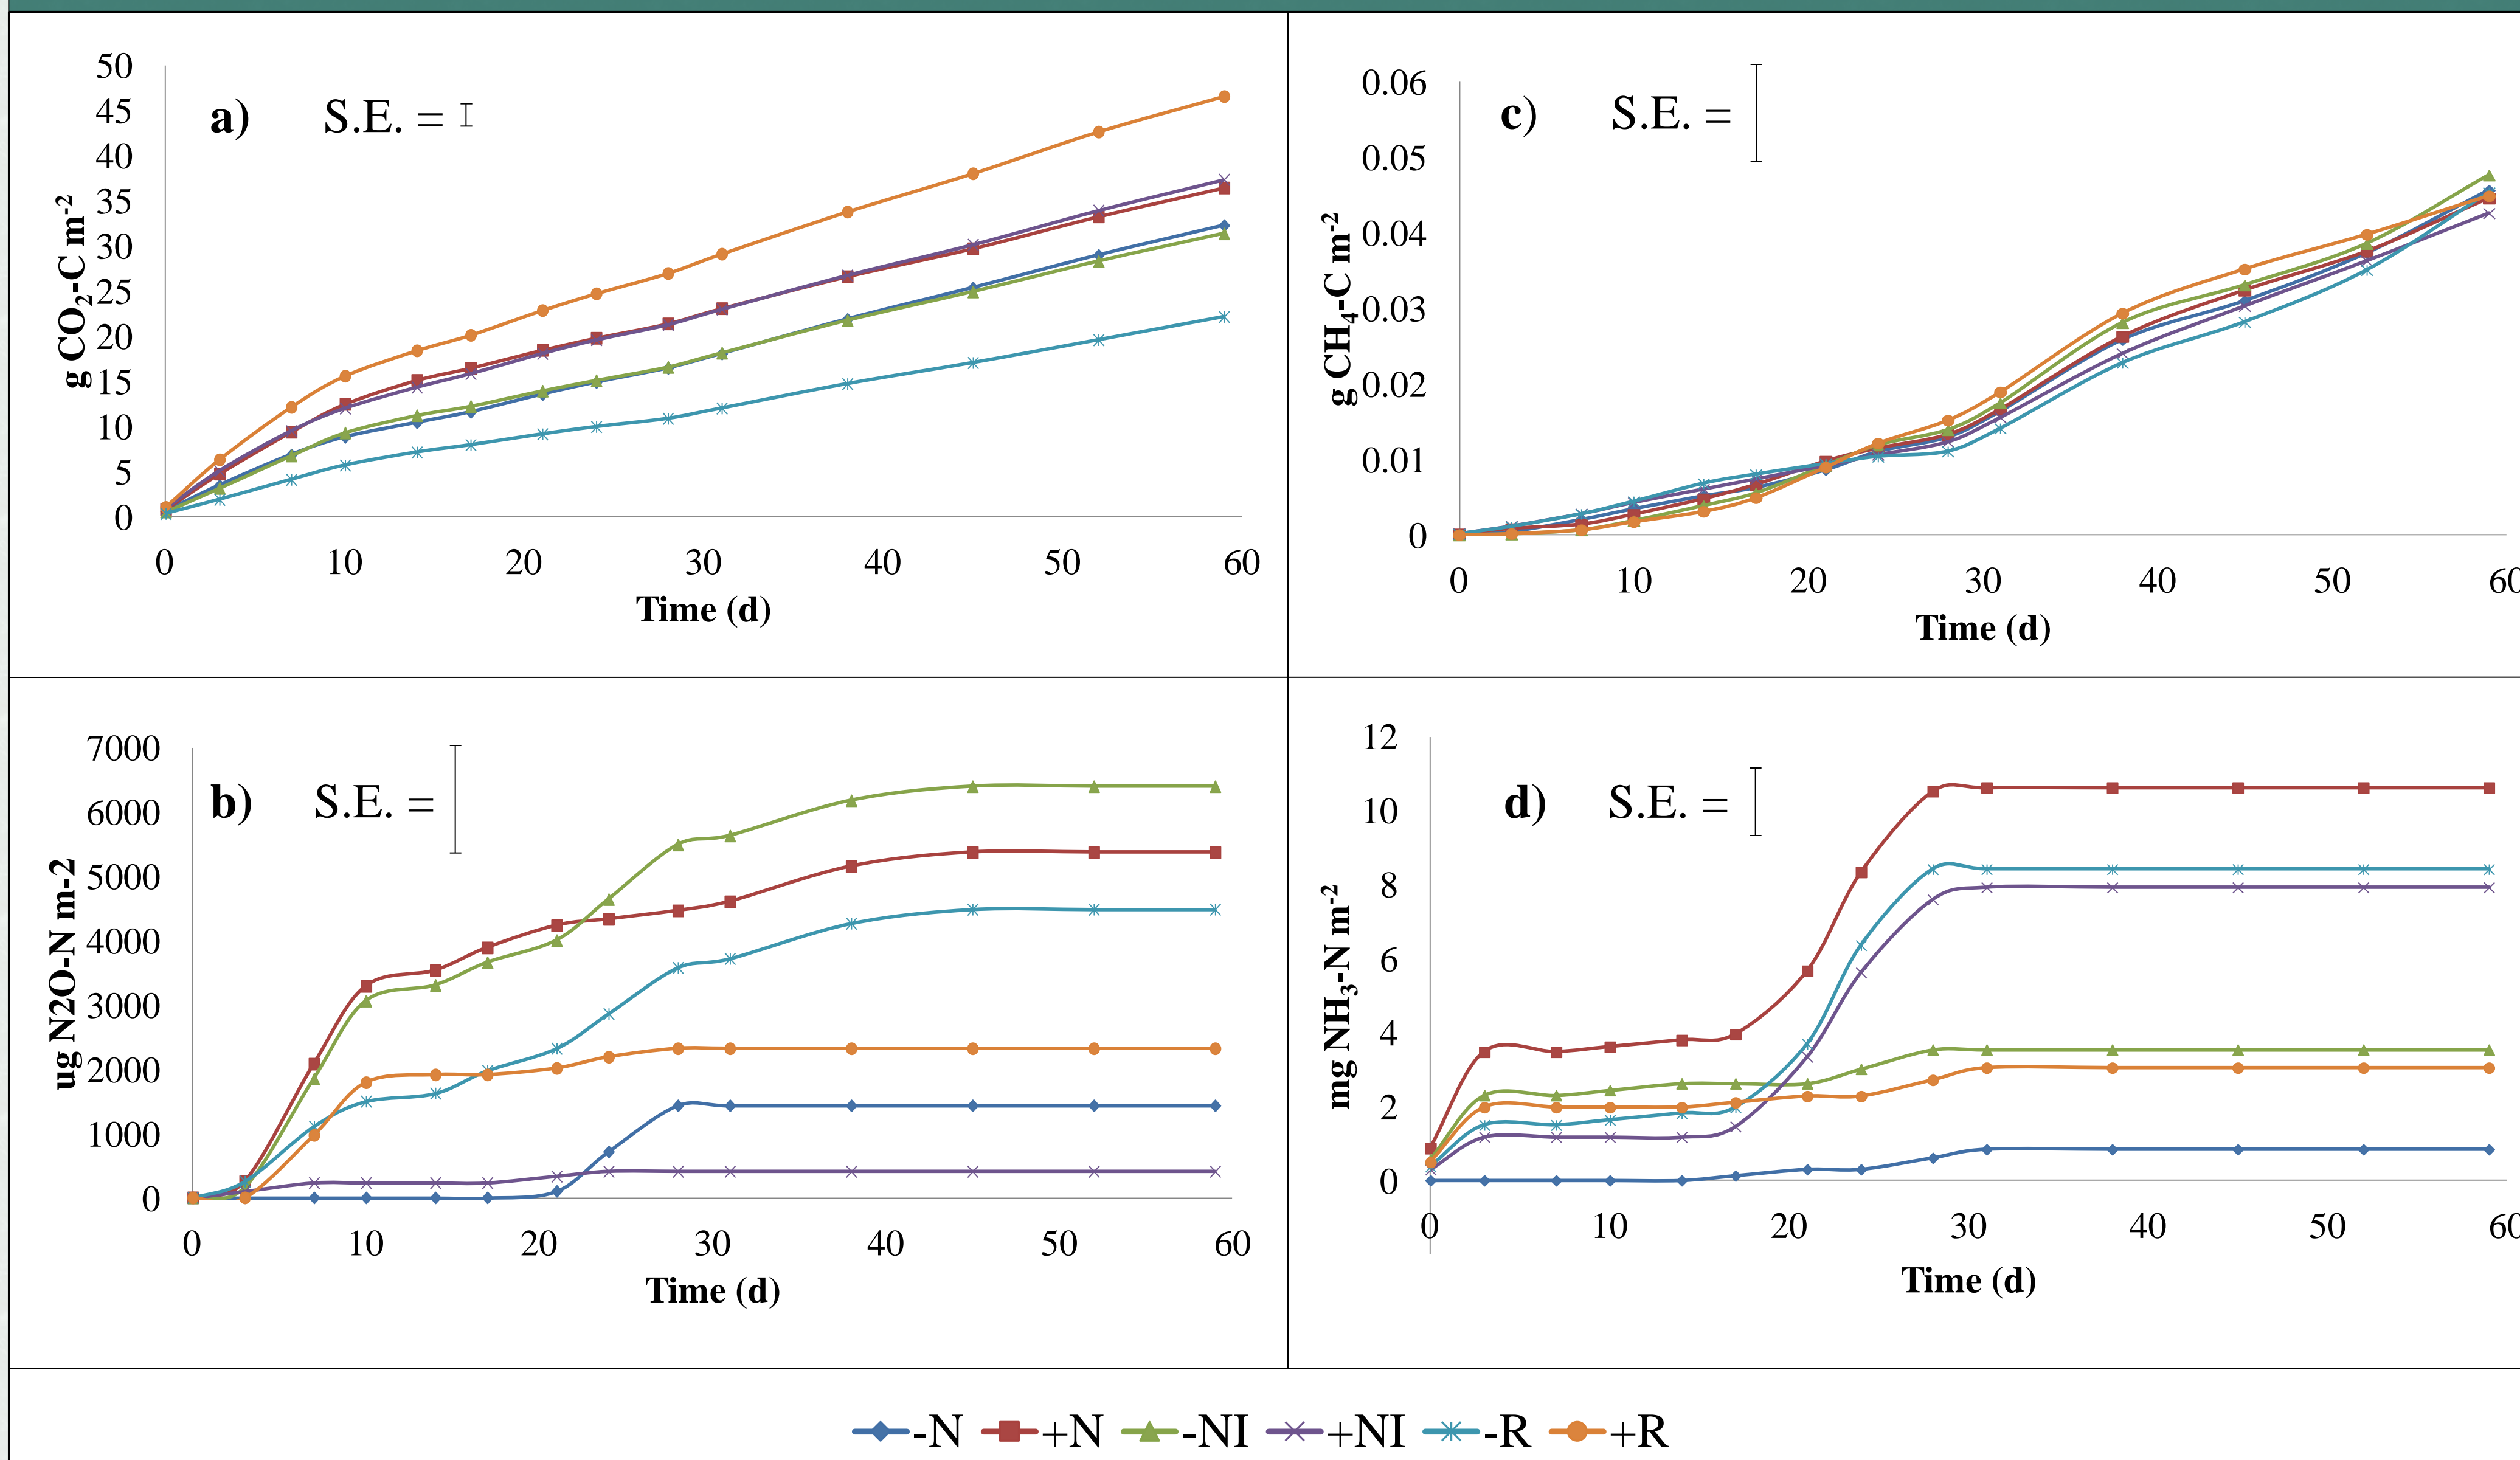 a) S.E. =
g CO2-C m-2
50
45
40
35
30
25
20
15
10
5
0
0 10 20 30 40 50 60
Time (d)
c) S.E. =
g CH4-C m-2
0.06
0.05
0.04
0.03
0.02
0.01
0
0 10 20 30 40 50 60
Time (d)
b) S.E. =
ug N2O-N m-2
7000
6000
5000
4000
3000
2000
1000
0
0 10 20 30 40 50 60
Time (d)
d) S.E. =
mg NH3-N m-2
12
10
8
6
4
2
0
0 10 20 30 40 50 60
Time (d)
-N +N -NI +NI -R +R